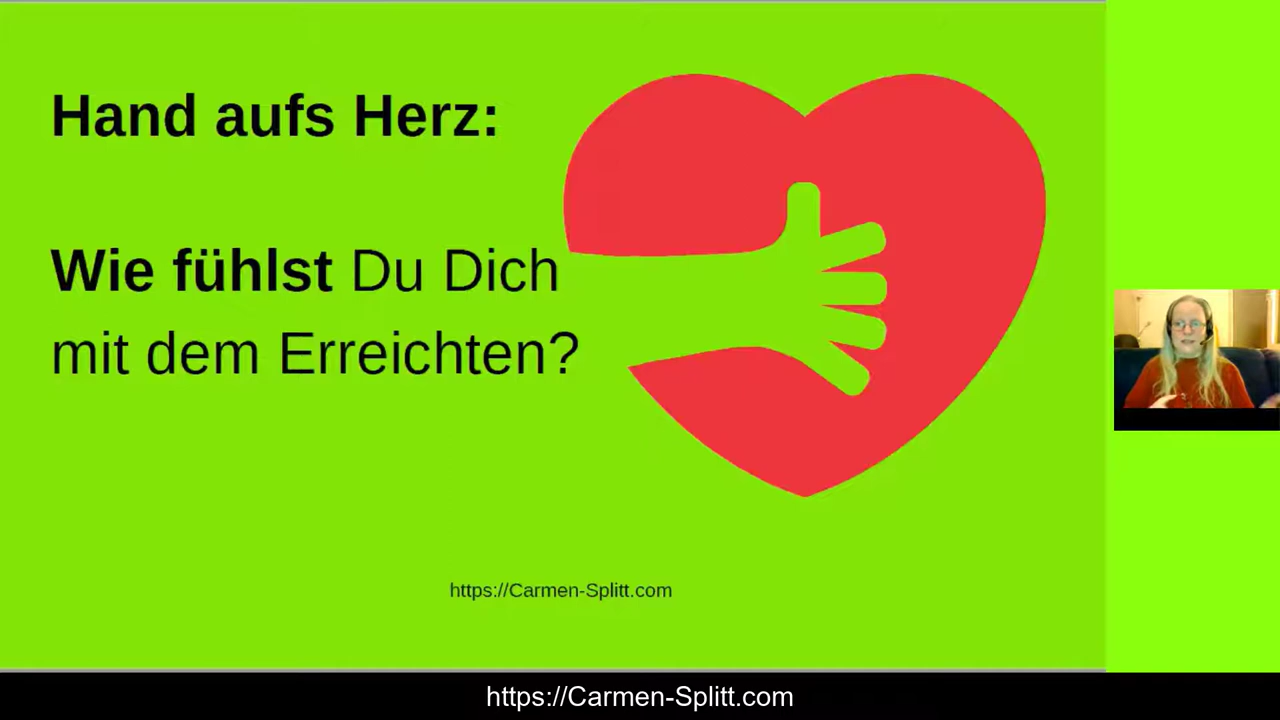 Hand aufs Herz:
Wie fühlst Du Dich
mit dem Erreichten?
https://Carmen-Splitt.com
https://Carmen-Splitt.com